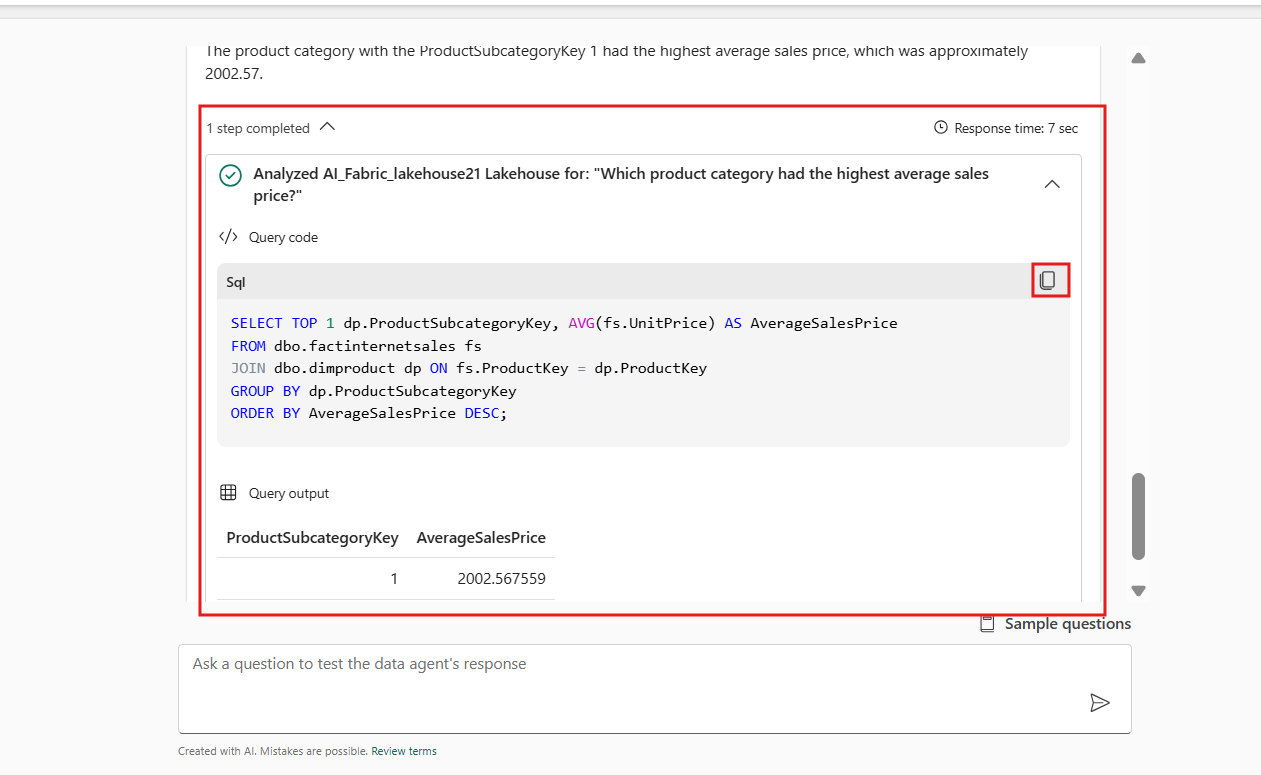 The product category with the ProductSubcategoryKey 1 had the highest average sales price, which was approximately
2002.57.
1 step completed
Response time: 7 sec
Analyzed AI_Fabric_lakehouse21 Lakehouse for: "Which product category had the highest average sales
price?"
</> Query code
Sql
SELECT TOP 1 dp.ProductSubcategoryKey, AVG(fs.UnitPrice) AS AverageSalesPrice
FROM dbo.factinternetsales fs
JOIN dbo.dimproduct dp ON fs.ProductKey = dp.ProductKey
GROUP BY dp.ProductSubcategoryKey
ORDER BY AverageSalesPrice DESC;
Query output
ProductSubcategoryKey AverageSalesPrice
1 2002.567559
Sample questions
Ask a question to test the data agent's response
Created with AI. Mistakes are possible. Review terms